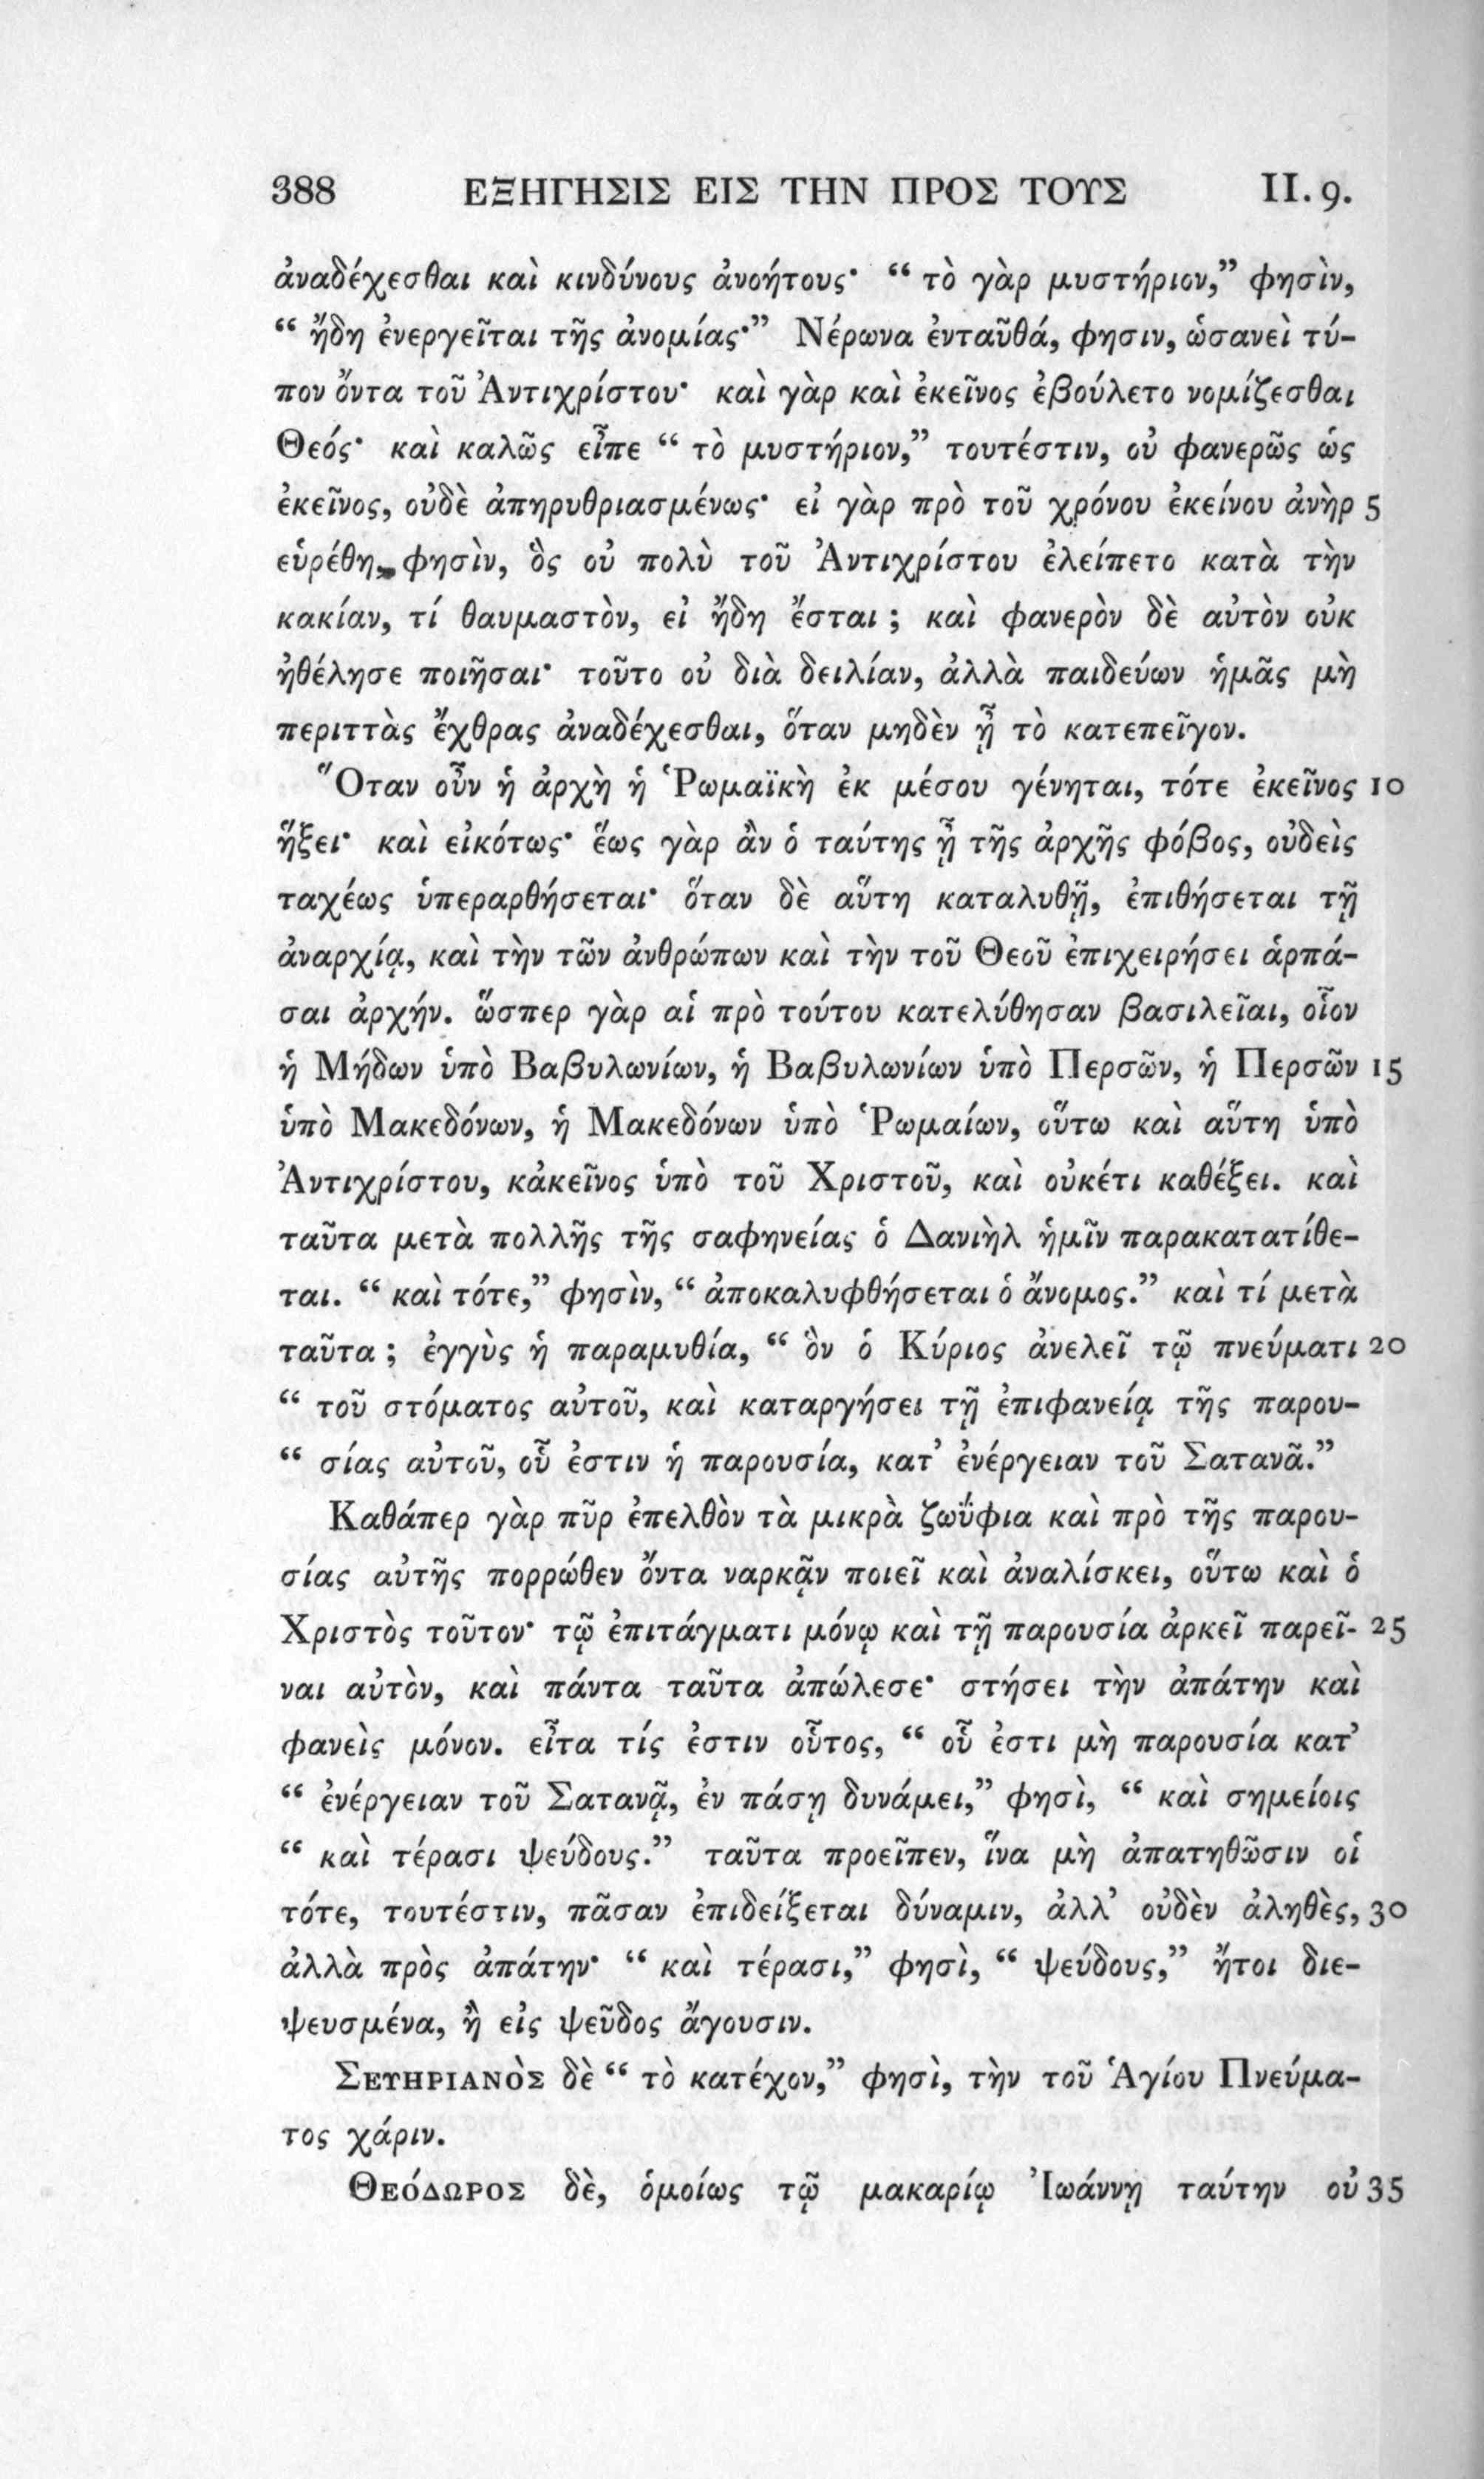 388 ΕΞΗΓΗΣΙΣ ΕΙΣ ΤΗΝ ΠΡΟΣ ΤΟΥΣ II. 9.
ἀναδέχεσθαι καὶ κινδύνους ἀνοήτους· “ τὸ γὰρ μυστήριον,” φησὶν,
“ ἤδη ἐνεργεῖται τῆς ἀνομίας·” Νέρωνα ἐνταῦθά, φησιν, ὡσανεὶ τύ-
πον ὄντα τοῦ Ἀντιχρίστου· καὶ γὰρ καὶ ἐκεῖνος ἐβούλετο νομίζεσθαι
Θεός· καὶ καλῶς εἶπε “ τὸ μυστήριον,” τουτέστιν, οὐ φανερῶς ὡς
ἐκεῖνος, οὐδὲ ἀπηρυθριασμένως· εἰ γὰρ πρὸ τοῦ χρόνου ἐκείνου ἀνὴρ 5
εὑρέθη, φησὶν, ὃς οὐ πολὺ τοῦ Ἀντιχρίστου ἐλείπετο κατὰ τὴν
κακίαν, τί θαυμαστὸν, εἰ ἤδη ἔσται ; καὶ φανερὸν δὲ αὐτὸν οὐκ
ἠθέλησε ποιῆσαι· τοῦτο οὐ διὰ δειλίαν, ἀλλὰ παιδεύων ἡμᾶς μὴ
περιττὰς ἔχθρας ἀναδέχεσθαι, ὅταν μηδὲν ᾖ τὸ κατεπεῖγον.
Ὅταν οὖν ἡ ἀρχὴ ἡ Ῥωμαϊκὴ ἐκ μέσου γένηται, τότε ἐκεῖνος 10
ἥξει· καὶ εἰκότως· ἕως γὰρ ἂν ὁ ταύτης ᾖ τῆς ἀρχῆς φόβος, οὐδεὶς
ταχέως ὑπεραρθήσεται· ὅταν δὲ αὕτη καταλυθῇ, ἐπιθήσεται τῇ
ἀναρχίᾳ, καὶ τὴν τῶν ἀνθρώπων καὶ τὴν τοῦ Θεοῦ ἐπιχειρήσει ἁρπά-
σαι ἀρχήν. ὥσπερ γὰρ αἱ πρὸ τούτου κατελύθησαν βασιλεῖαι, οἷον
ἡ Μήδων ὑπὸ Βαβυλωνίων, ἡ Βαβυλωνίων ὑπὸ Περσῶν, ἡ Περσῶν 15
ὑπὸ Μακεδόνων, ἡ Μακεδόνων ὑπὸ Ῥωμαίων, οὕτω καὶ αὕτη ὑπὸ
Ἀντιχρίστου, κἀκεῖνος ὑπὸ τοῦ Χριστοῦ, καὶ οὐκέτι καθέξει. καὶ
ταῦτα μετὰ πολλῆς τῆς σαφηνείας ὁ Δανιὴλ ἡμῖν παρακατατίθε-
ται. “ καὶ τότε,” φησὶν, “ ἀποκαλυφθήσεται ὁ ἄνομος.” καὶ τί μετὰ
ταῦτα ; ἐγγὺς ἡ παραμυθία, “ ὃν ὁ Κύριος ἀνελεῖ τῷ πνεύματι 20
“ τοῦ στόματος αὐτοῦ, καὶ καταργήσει τῇ ἐπιφανείᾳ τῆς παρου-
“ σίας αὐτοῦ, οὗ ἐστιν ἡ παρουσία, κατ’ ἐνέργειαν τοῦ Σατανᾶ.”
Καθάπερ γὰρ πῦρ ἐπελθὸν τὰ μικρὰ ζωΰφια καὶ πρὸ τῆς παρου-
σίας αὐτῆς πορρώθεν ὄντα ναρκᾷν ποιεῖ καὶ ἀναλίσκει, οὕτω καὶ ὁ
Χριστὸς τοῦτον· τῷ ἐπιτάγματι μόνῳ καὶ τῇ παρουσία ἀρκεῖ παρεῖ- 25
ναι αὐτὸν, καὶ πάντα ταῦτα ἀπώλεσε· στήσει τὴν ἀπάτην καὶ
φανεὶς μόνον. εἶτα τίς ἐστιν οὗτος, “ οὗ ἐστι μὴ παρουσία κατ’
“ ἐνέργειαν τοῦ Σατανᾷ, ἐν πάσῃ δυνάμει,” φησὶ, “ καὶ σημείοις
“ καὶ τέρασι ψεύδους.” ταῦτα προεῖπεν, ἵνα μὴ ἀπατηθῶσιν οἱ
τότε, τουτέστιν, πᾶσαν ἐπιδείξεται δύναμιν, ἀλλ’ οὐδὲν ἀληθὲς, 30
ἀλλὰ πρὸς ἀπάτην· “ καὶ τέρασι,” φησὶ, “ ψεύδους,” ἤτοι διε-
ψευσμένα, ἢ εἰς ψεῦδος ἄγουσιν.
ΣΕΥΗΡΙΑΝῸΣ δὲ “ τὸ κατέχον,” φησὶ, τὴν τοῦ Ἁγίου Πνεύμα-
τος χάριν.
ΘΕΌΔΩΡΟΣ δὲ, ὁμοίως τῷ μακαρίῳ Ἰωάννῃ ταύτην οὐ 35